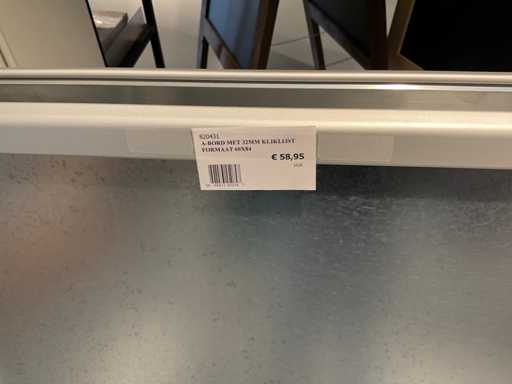 620431
A-BORD MET 32MM KLIKLIJST
FORMAAT 60X84
€ 58,95